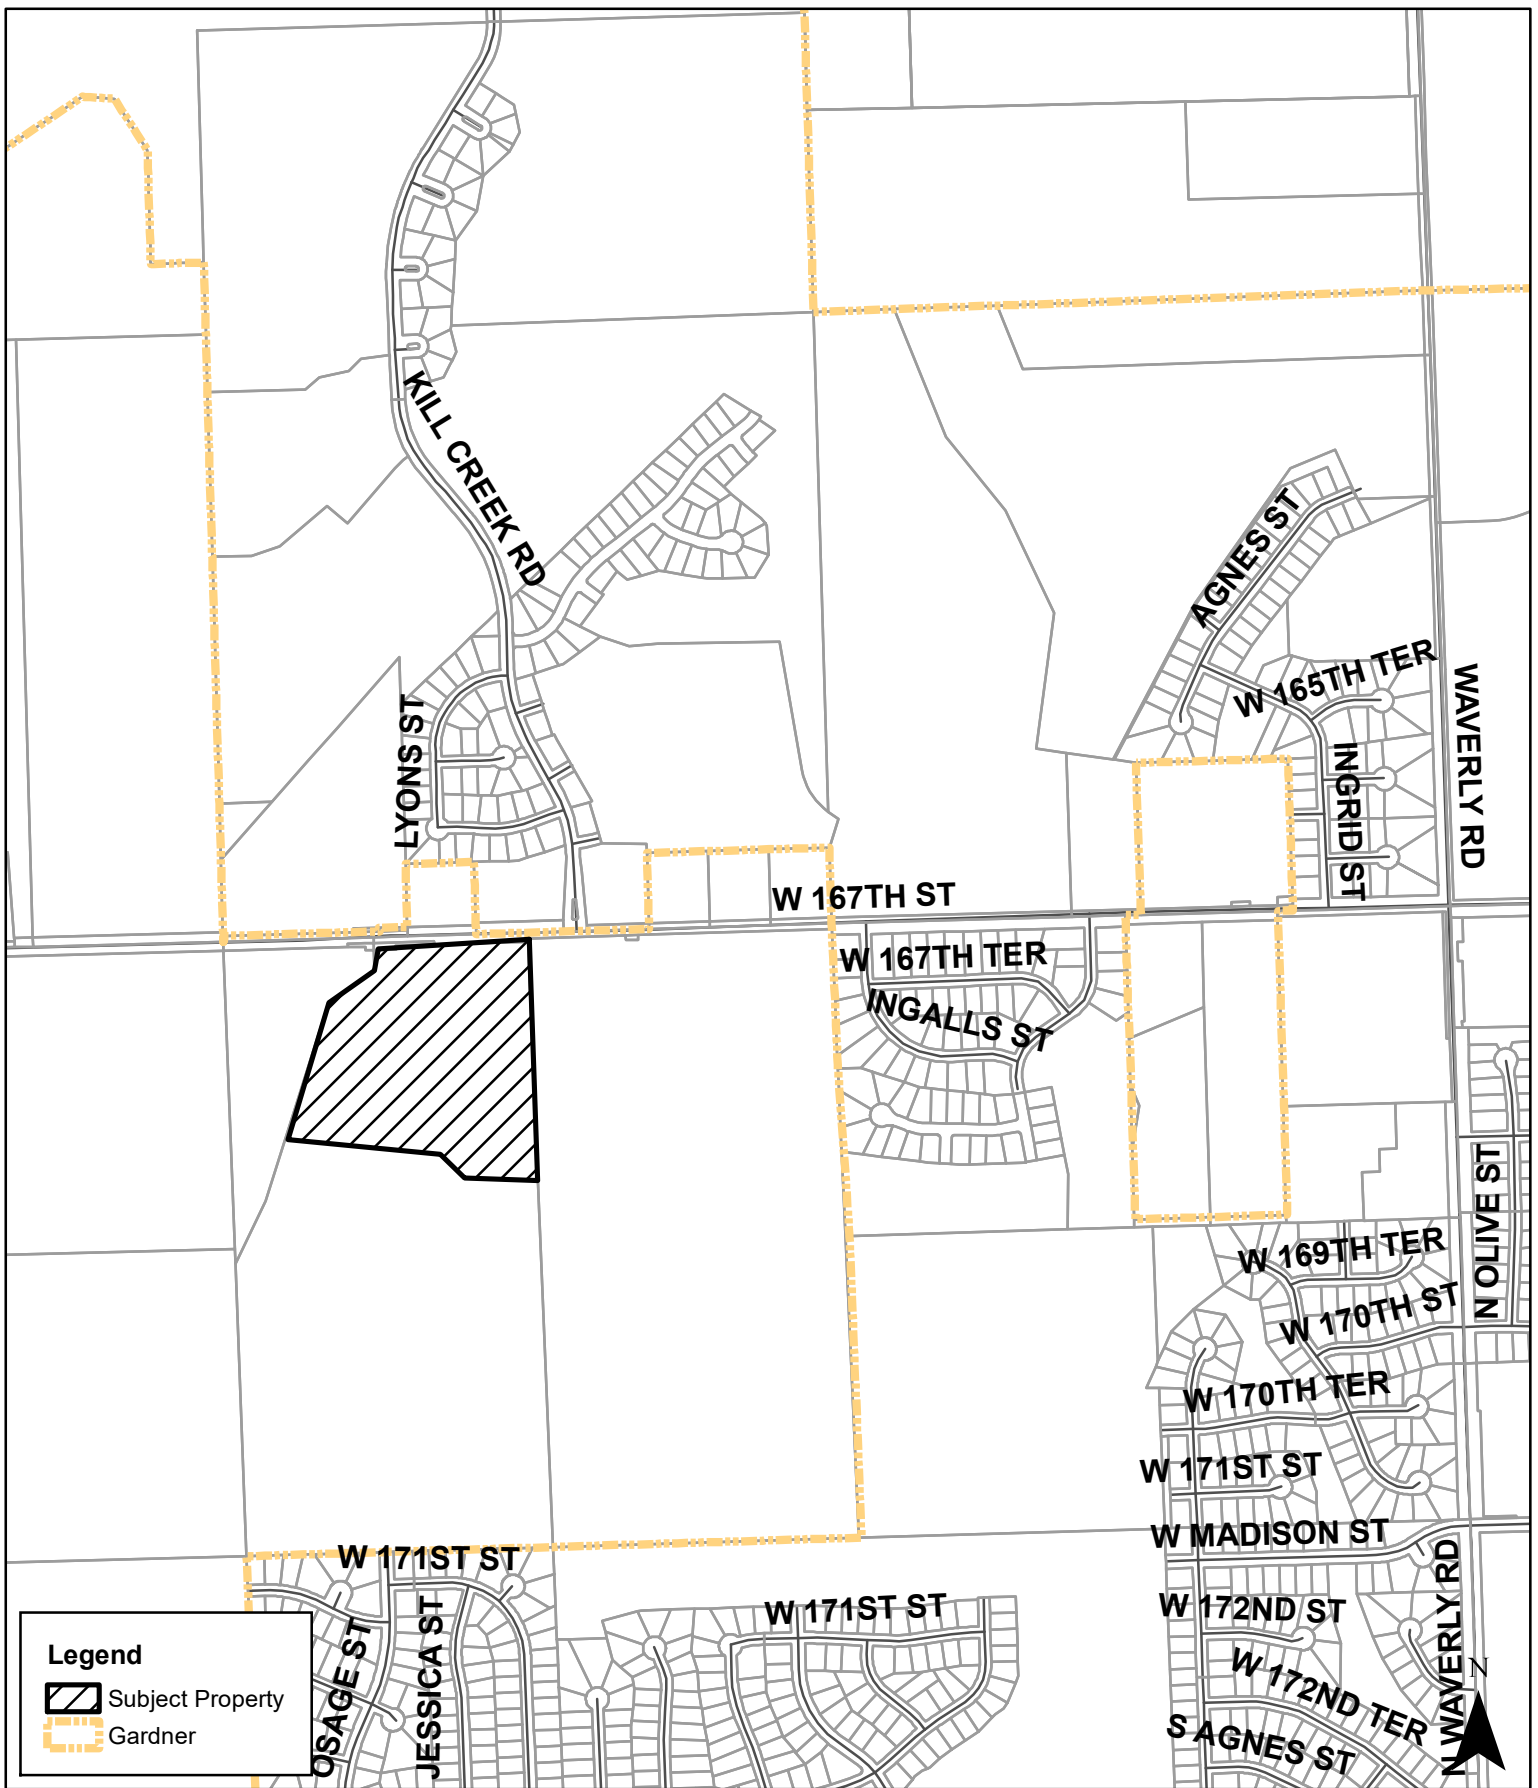 KILL CREEK RD
AGNES ST
W 165TH TER
WAVERLY RD
LYONS ST
INGRID ST
W 167TH ST
W 167TH TER
INGALLS ST
N OLIVE ST
W 169TH TER
W 170TH ST
W 170TH TER
W 171ST ST
W MADISON ST
W 171ST ST
W 171ST ST
W 172ND ST
N WAVERLY RD
OSAGE ST
JESSICA ST
W 172ND TER
S AGNES ST
N
Legend
Subject Property
Gardner